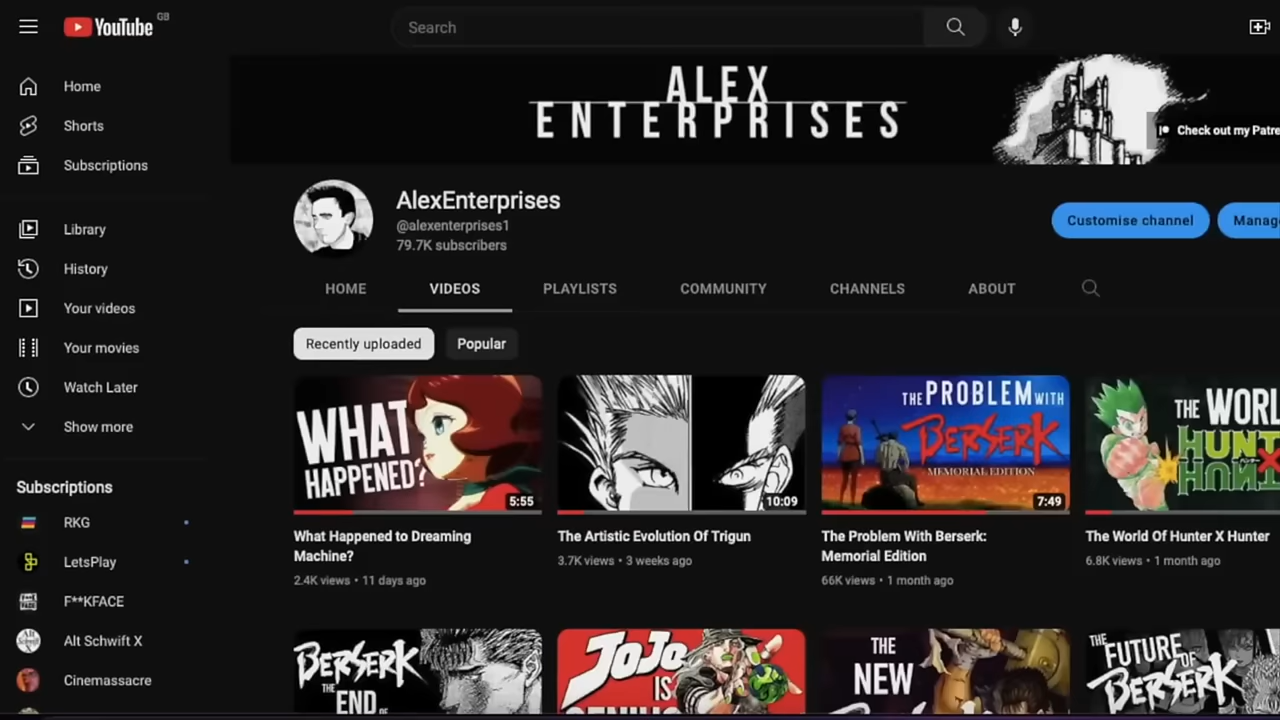 YouTube GB
Search
Home
Shorts
Subscriptions
Library
History
Your videos
Your movies
Watch Later
Show more
Subscriptions
RKG
LetsPlay
F**KFACE
Alt Schwift X
Cinemassacre
ALEX
ENTERPRISES
Check out my Patre
AlexEnterprises
@alexenterprises1
79.7K subscribers
Customise channel
Manag
HOME VIDEOS PLAYLISTS COMMUNITY CHANNELS ABOUT
Recently uploaded Popular
WHAT
HAPPENED?
5:55
What Happened to Dreaming
Machine?
2.4K views • 11 days ago
10:09
The Artistic Evolution Of Trigun
3.7K views • 3 weeks ago
THE PROBLEM WITH
BERSERK
MEMORIAL EDITION
7:49
The Problem With Berserk:
Memorial Edition
66K views • 1 month ago
THE WORL
HUNT
The World Of Hunter X Hunter
6.8K views • 1 month ago
BERSERK
THE END OF
JOJO
IS
THE
NEW
THE
FUTURE OF
BERSERK